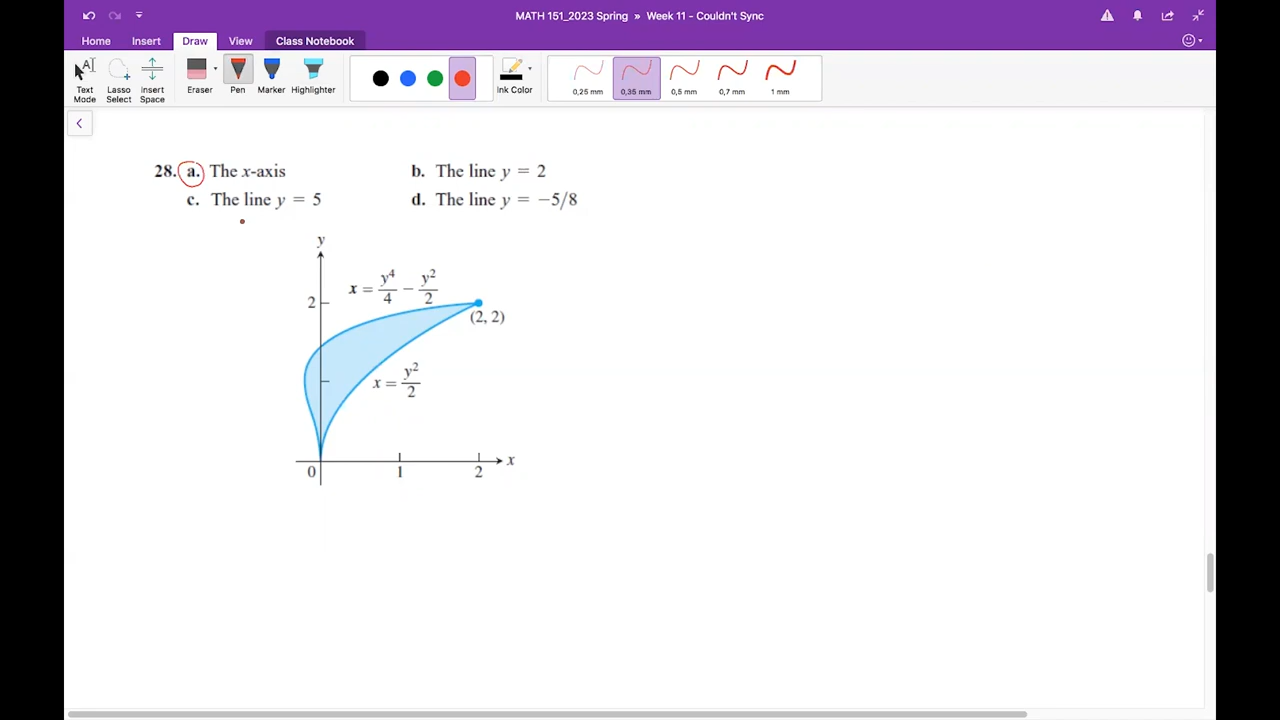 MATH 151_2023 Spring » Week 11 - Couldn't Sync
Home Insert Draw View Class Notebook
Text Mode
Lasso Select
Insert Space
Eraser
Pen
Marker
Highlighter
Ink Color
0,25 mm
0,35 mm
0,5 mm
0,7 mm
1 mm
28. a. The x-axis
b. The line y = 2
c. The line y = 5
d. The line y = −5/8
y
x = y⁴/4 − y²/2
2
(2, 2)
x = y²/2
0 1 2 x